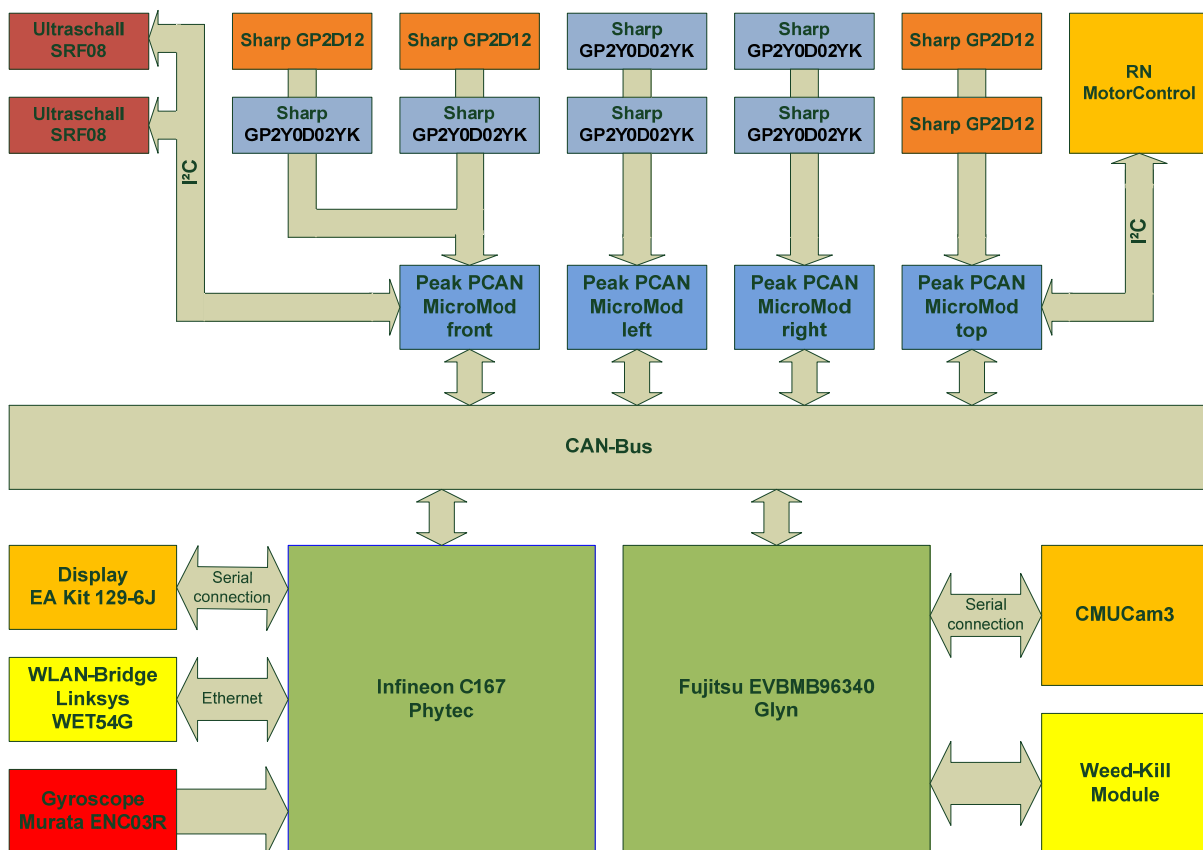 Ultraschall
SRF08
Sharp GP2D12
Sharp GP2D12
Sharp
GP2Y0D02YK
Sharp
GP2Y0D02YK
Sharp GP2D12
RN
MotorControl
Ultraschall
SRF08
Sharp
GP2Y0D02YK
Sharp
GP2Y0D02YK
Sharp
GP2Y0D02YK
Sharp
GP2Y0D02YK
Sharp GP2D12
I²C
I²C
Peak PCAN
MicroMod
front
Peak PCAN
MicroMod
left
Peak PCAN
MicroMod
right
Peak PCAN
MicroMod
top
CAN-Bus
Display
EA Kit 129-6J
Serial
connection
Infineon C167
Phytec
Fujitsu EVBMB96340
Glyn
Serial
connection
CMUCam3
WLAN-Bridge
Linksys
WET54G
Ethernet
Gyroscope
Murata ENC03R
Weed-Kill
Module